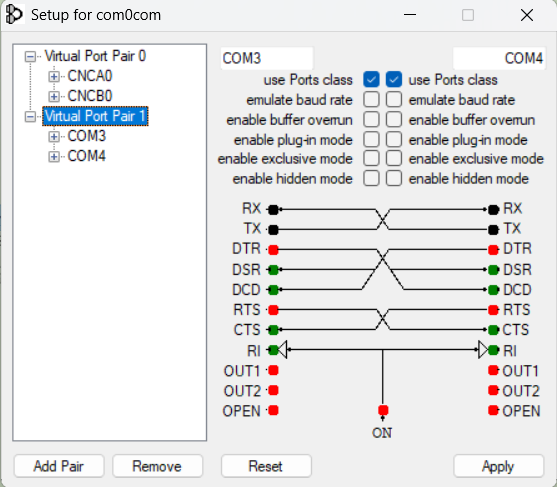 Setup for com0com
Virtual Port Pair 0
CNCA0
CNCB0
Virtual Port Pair 1
COM3
COM4
COM3 COM4
use Ports class use Ports class
emulate baud rate emulate baud rate
enable buffer overrun enable buffer overrun
enable plug-in mode enable plug-in mode
enable exclusive mode enable exclusive mode
enable hidden mode enable hidden mode
RX RX
TX TX
DTR DTR
DSR DSR
DCD DCD
RTS RTS
CTS CTS
RI RI
OUT1 OUT1
OUT2 OUT2
OPEN OPEN
ON
Add Pair Remove Reset Apply